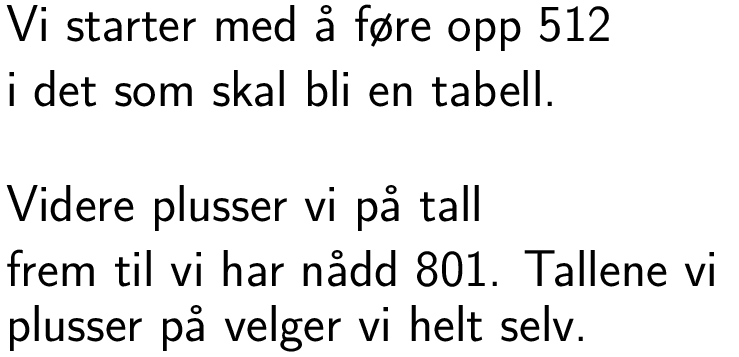 Vi starter med å føre opp 512
i det som skal bli en tabell.
Videre plusser vi på tall
frem til vi har nådd 801. Tallene vi
plusser på velger vi helt selv.